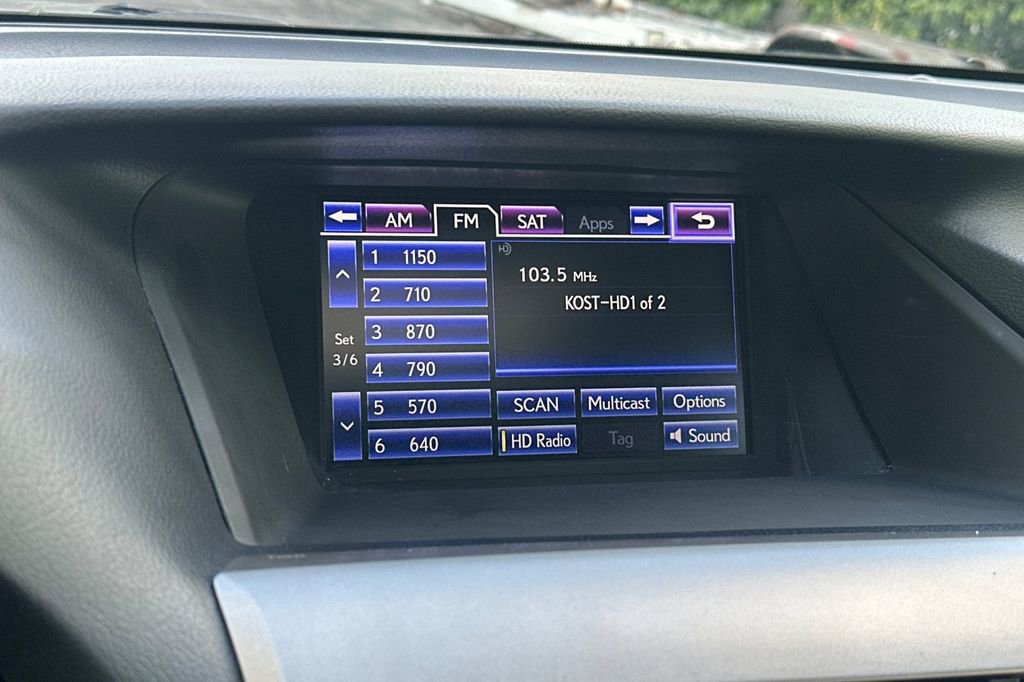 AM FM SAT Apps
1 1150
2 710
3 870
4 790
5 570
6 640
Set
3/6
HD
103.5 MHz
KOST-HD1 of 2
SCAN Multicast Options
HD Radio Tag Sound